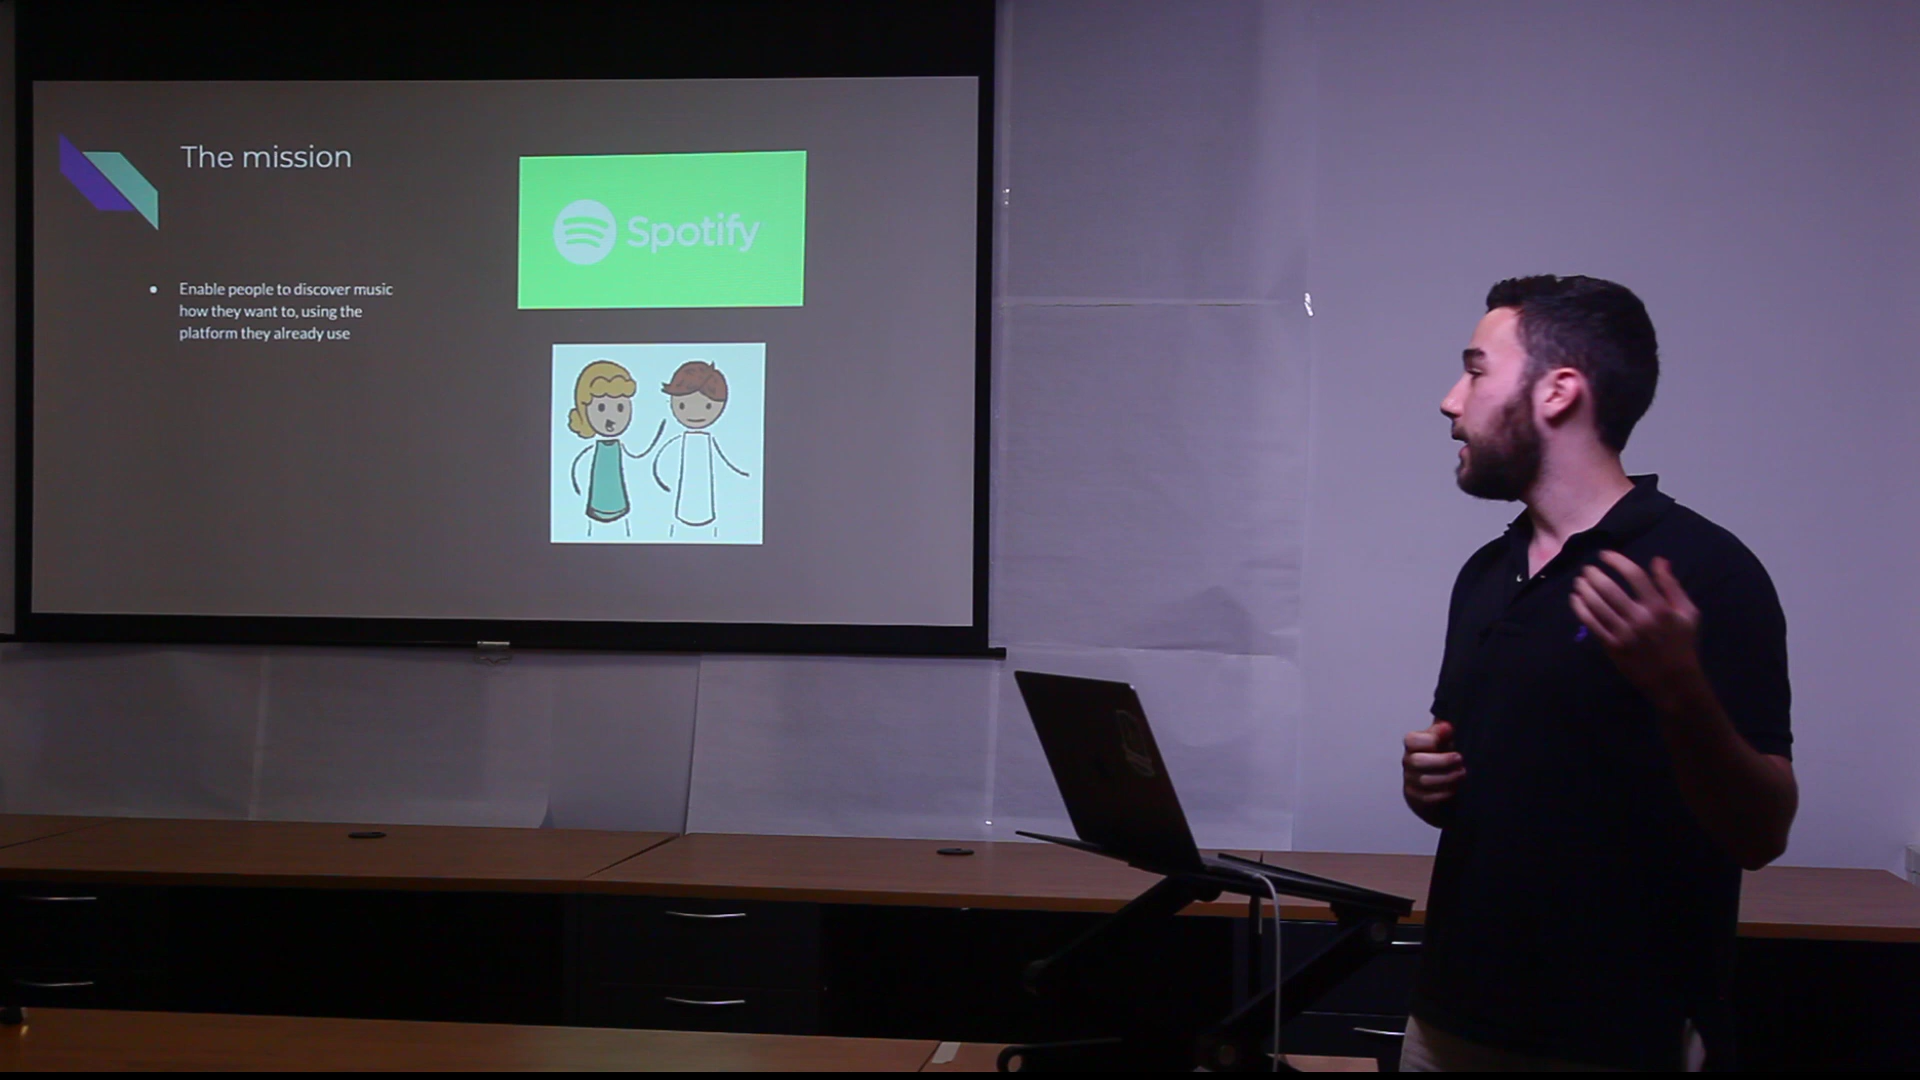 The mission
Spotify
Enable people to discover music
how they want to, using the
platform they already use